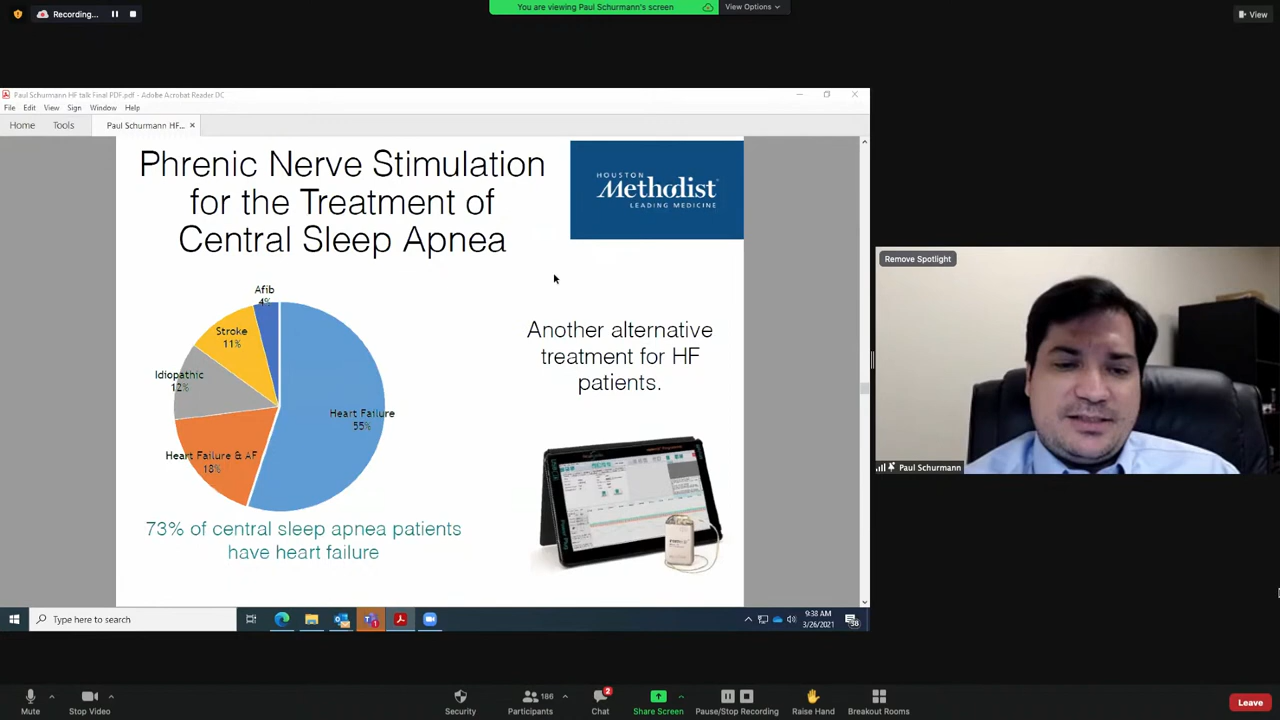 Recording...
You are viewing Paul Schurmann's screen
View Options
View
Paul Schurmann HF talk Final PDF.pdf - Adobe Acrobat Reader DC
File Edit View Sign Window Help
Home Tools Paul Schurmann HF...
Phrenic Nerve Stimulation
for the Treatment of
Central Sleep Apnea
HOUSTON
Methodist
LEADING MEDICINE
Afib
4%
Stroke
11%
Idiopathic
12%
Heart Failure
55%
Heart Failure & AF
18%
73% of central sleep apnea patients
have heart failure
Another alternative
treatment for HF
patients.
Remove Spotlight
Paul Schurmann
Type here to search
9:38 AM
3/26/2021
Mute
Stop Video
Security
186
Participants
2
Chat
Share Screen
Pause/Stop Recording
Raise Hand
Breakout Rooms
Leave